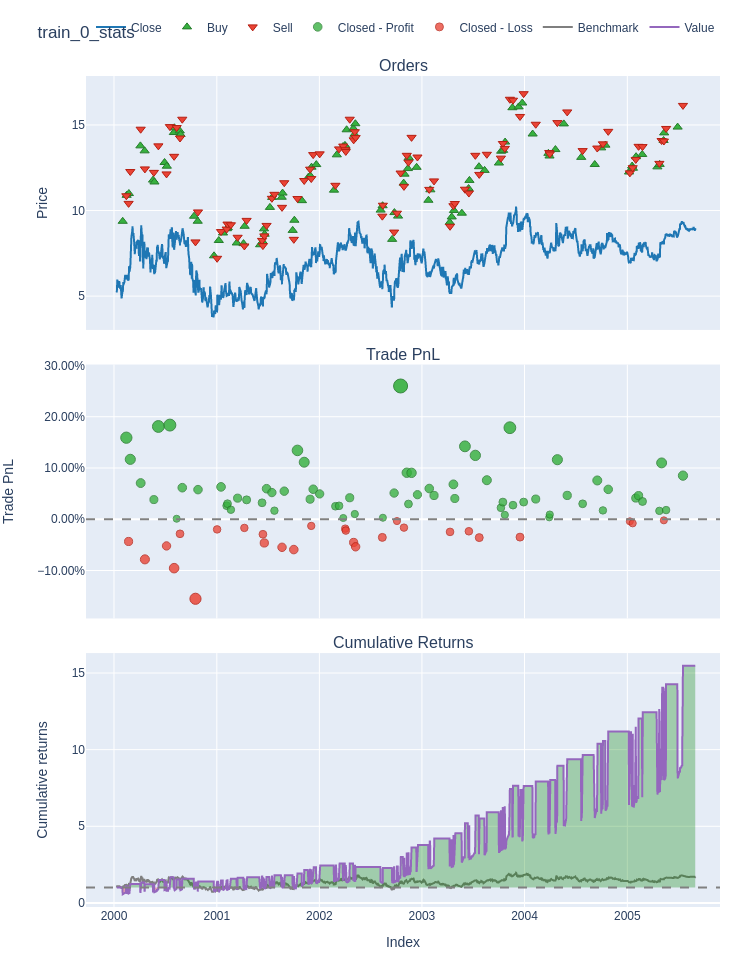 train_0_stats
Close Buy Sell Closed - Profit Closed - Loss Benchmark Value
Orders
15
10
5
Price
Trade PnL
30.00%
20.00%
10.00%
0.00%
−10.00%
Trade PnL
Cumulative Returns
15
10
5
0
Cumulative returns
2000 2001 2002 2003 2004 2005
Index